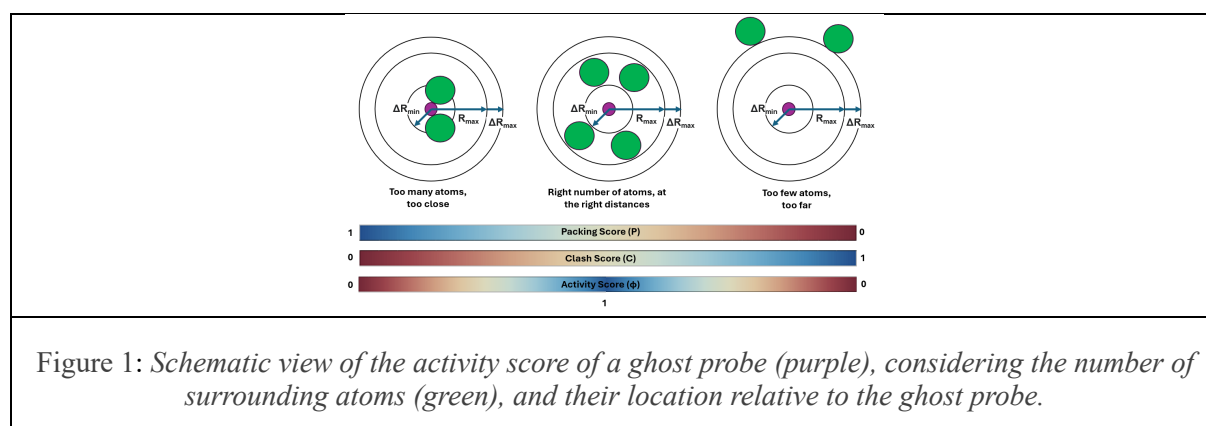 ΔRmin
Rmax
ΔRmax
Too many atoms,
too close
ΔRmin
Rmax
ΔRmax
Right number of atoms, at
the right distances
ΔRmin
Rmax
ΔRmax
Too few atoms,
too far
1 Packing Score (P) 0
0 Clash Score (C) 1
0 Activity Score (ϕ) 0
1
Figure 1: Schematic view of the activity score of a ghost probe (purple), considering the number of
surrounding atoms (green), and their location relative to the ghost probe.